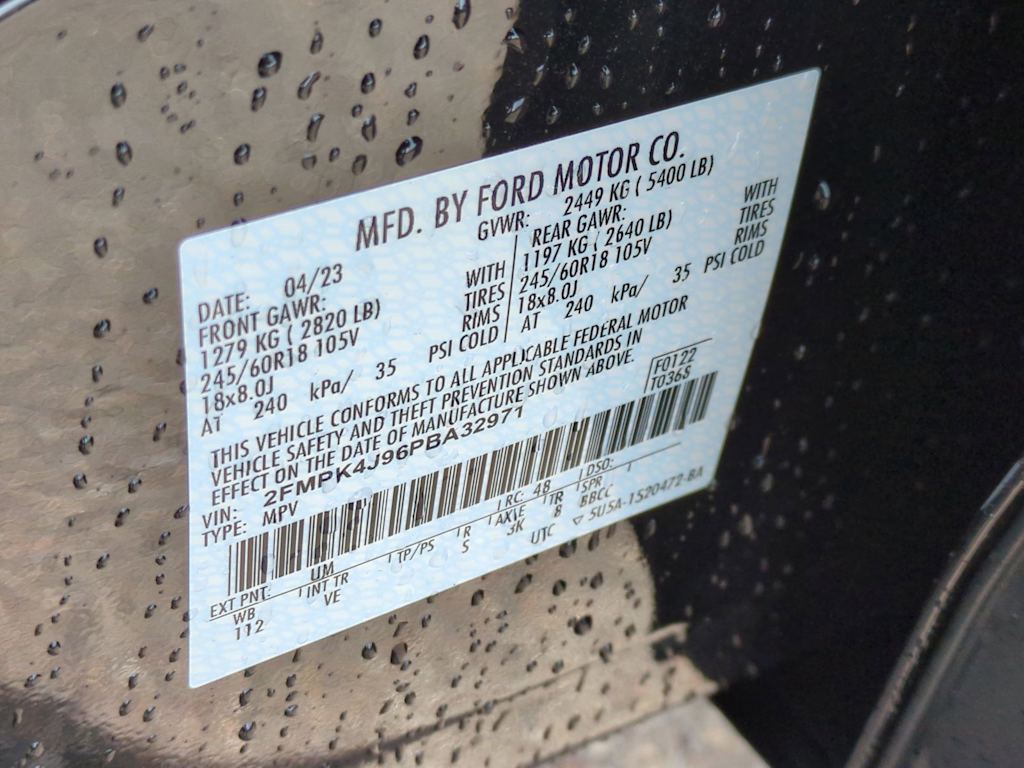 MFD. BY FORD MOTOR CO.
DATE: 04/23
GVWR: 2449 KG ( 5400 LB)
FRONT GAWR:
REAR GAWR:
1279 KG ( 2820 LB) WITH
1197 KG ( 2640 LB) WITH
245/60R18 105V TIRES
245/60R18 105V TIRES
18x8.0J RIMS
18x8.0J RIMS
AT 240 kPa/ 35 PSI COLD
AT 240 kPa/ 35 PSI COLD
THIS VEHICLE CONFORMS TO ALL APPLICABLE FEDERAL MOTOR
VEHICLE SAFETY AND THEFT PREVENTION STANDARDS IN
EFFECT ON THE DATE OF MANUFACTURE SHOWN ABOVE.
VIN: 2FMPK4J96PBA32971
TYPE: MPV
F0122
T0368
EXT PNT: UM RC: 48 DSO:
WB INT TR TP/PS R AXLE TR SPR
112 VE S 3K 8 BBCC
UTC ▽ 5U5A-1520472-BA